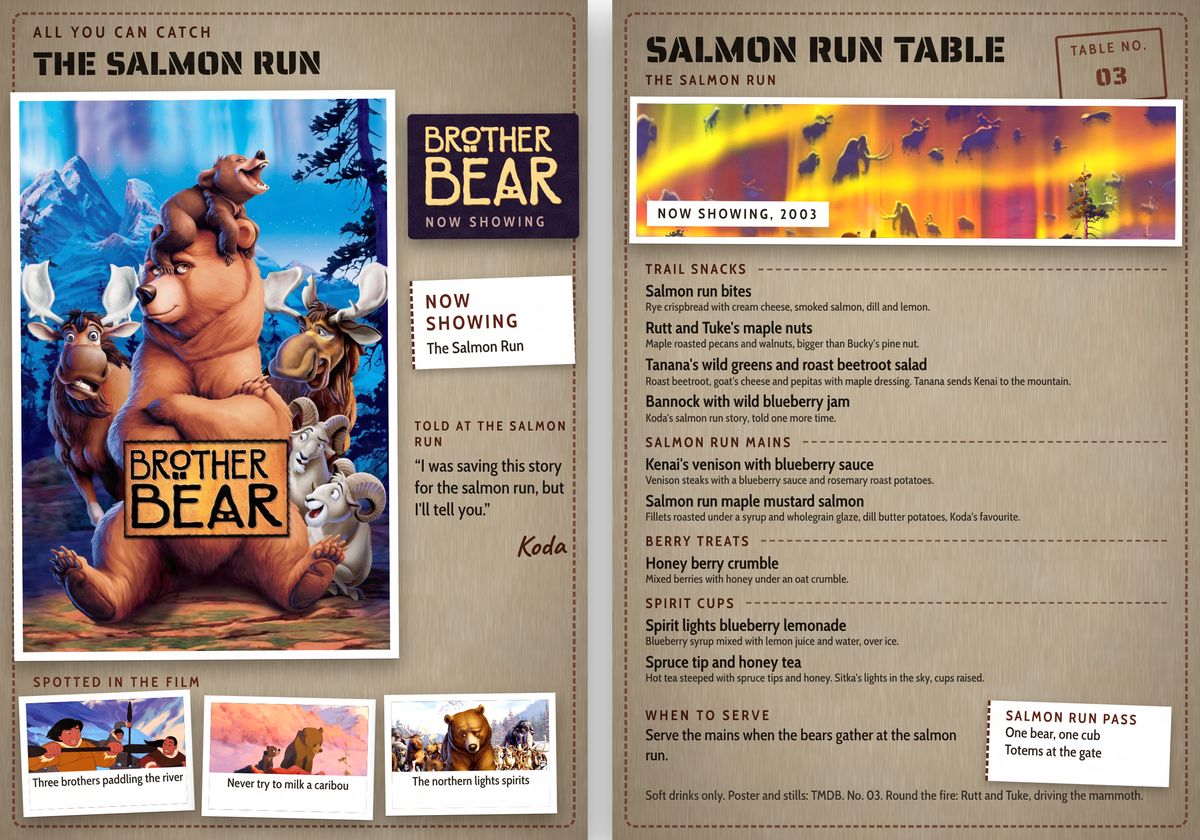 ALL YOU CAN CATCH
THE SALMON RUN
BROTHER
BEAR
NOW SHOWING
NOW
SHOWING
The Salmon Run
TOLD AT THE SALMON
RUN
“I was saving this story
for the salmon run, but
I'll tell you.”
Koda
BROTHER
BEAR
SPOTTED IN THE FILM
Three brothers paddling the river
Never try to milk a caribou
The northern lights spirits
SALMON RUN TABLE
THE SALMON RUN
TABLE NO.
03
NOW SHOWING, 2003
TRAIL SNACKS
Salmon run bites
Rye crispbread with cream cheese, smoked salmon, dill and lemon.
Rutt and Tuke's maple nuts
Maple roasted pecans and walnuts, bigger than Bucky's pine nut.
Tanana's wild greens and roast beetroot salad
Roast beetroot, goat's cheese and pepitas with maple dressing. Tanana sends Kenai to the mountain.
Bannock with wild blueberry jam
Koda's salmon run story, told one more time.
SALMON RUN MAINS
Kenai's venison with blueberry sauce
Venison steaks with a blueberry sauce and rosemary roast potatoes.
Salmon run maple mustard salmon
Fillets roasted under a syrup and wholegrain glaze, dill butter potatoes, Koda's favourite.
BERRY TREATS
Honey berry crumble
Mixed berries with honey under an oat crumble.
SPIRIT CUPS
Spirit lights blueberry lemonade
Blueberry syrup mixed with lemon juice and water, over ice.
Spruce tip and honey tea
Hot tea steeped with spruce tips and honey. Sitka's lights in the sky, cups raised.
WHEN TO SERVE
Serve the mains when the bears gather at the salmon
run.
SALMON RUN PASS
One bear, one cub
Totems at the gate
Soft drinks only. Poster and stills: TMDB. No. 03. Round the fire: Rutt and Tuke, driving the mammoth.